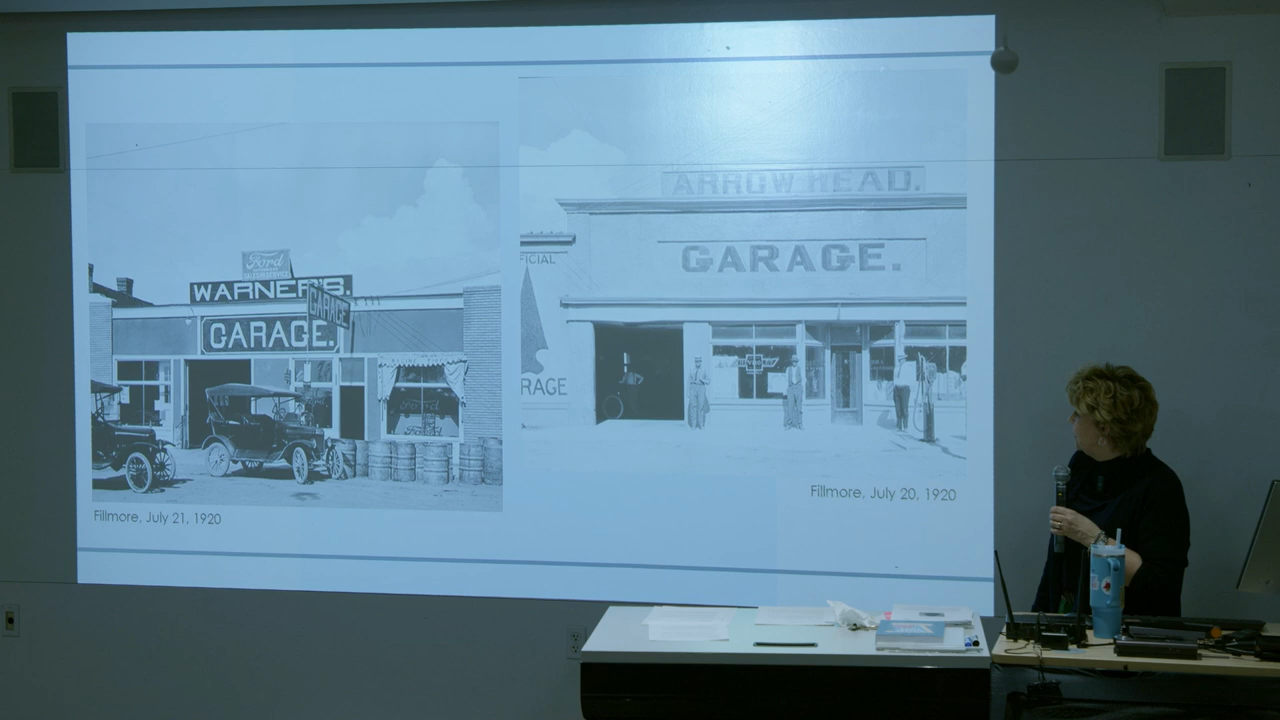 Ford
WARNER'S.
GARAGE
GARAGE.
Fillmore, July 21, 1920
ARROW HEAD.
GARAGE.
FICIAL
RAGE
Fillmore, July 20, 1920